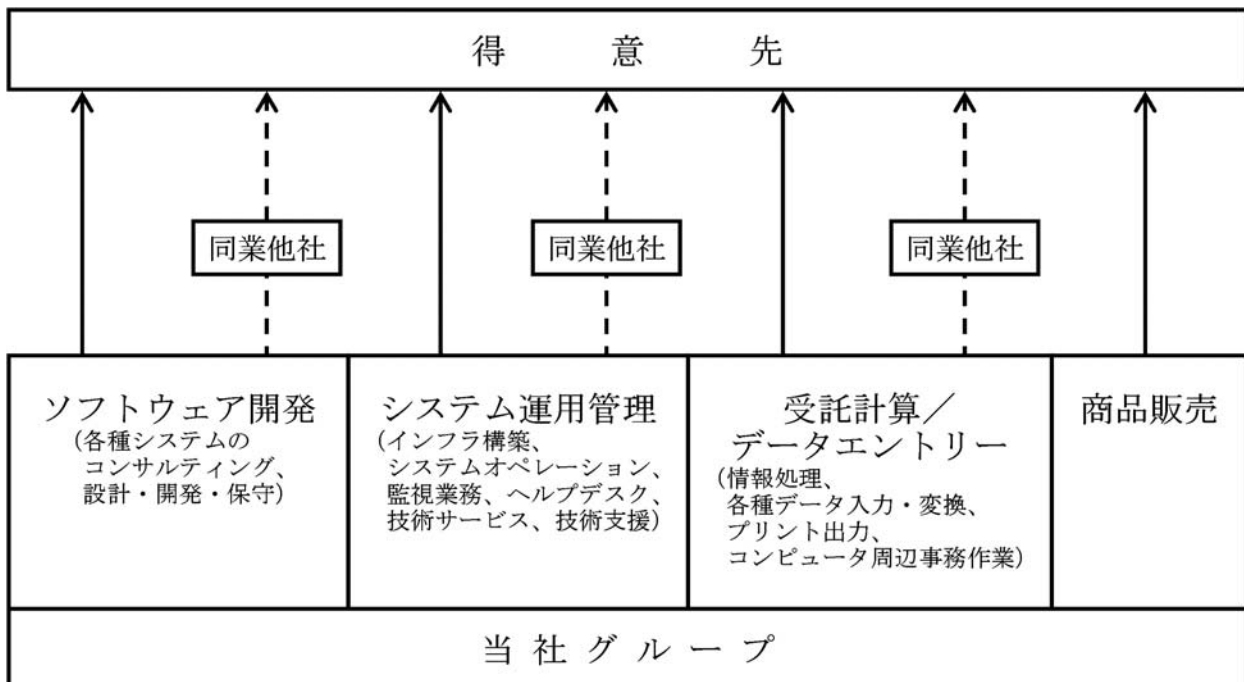 得意先
同業他社
同業他社
同業他社
ソフトウェア開発
（各種システムの
コンサルティング、
設計・開発・保守）
システム運用管理
（インフラ構築、
システムオペレーション、
監視業務、ヘルプデスク、
技術サービス、技術支援）
受託計算／
データエントリー
（情報処理、
各種データ入力・変換、
プリント出力、
コンピュータ周辺事務作業）
商品販売
当社グループ